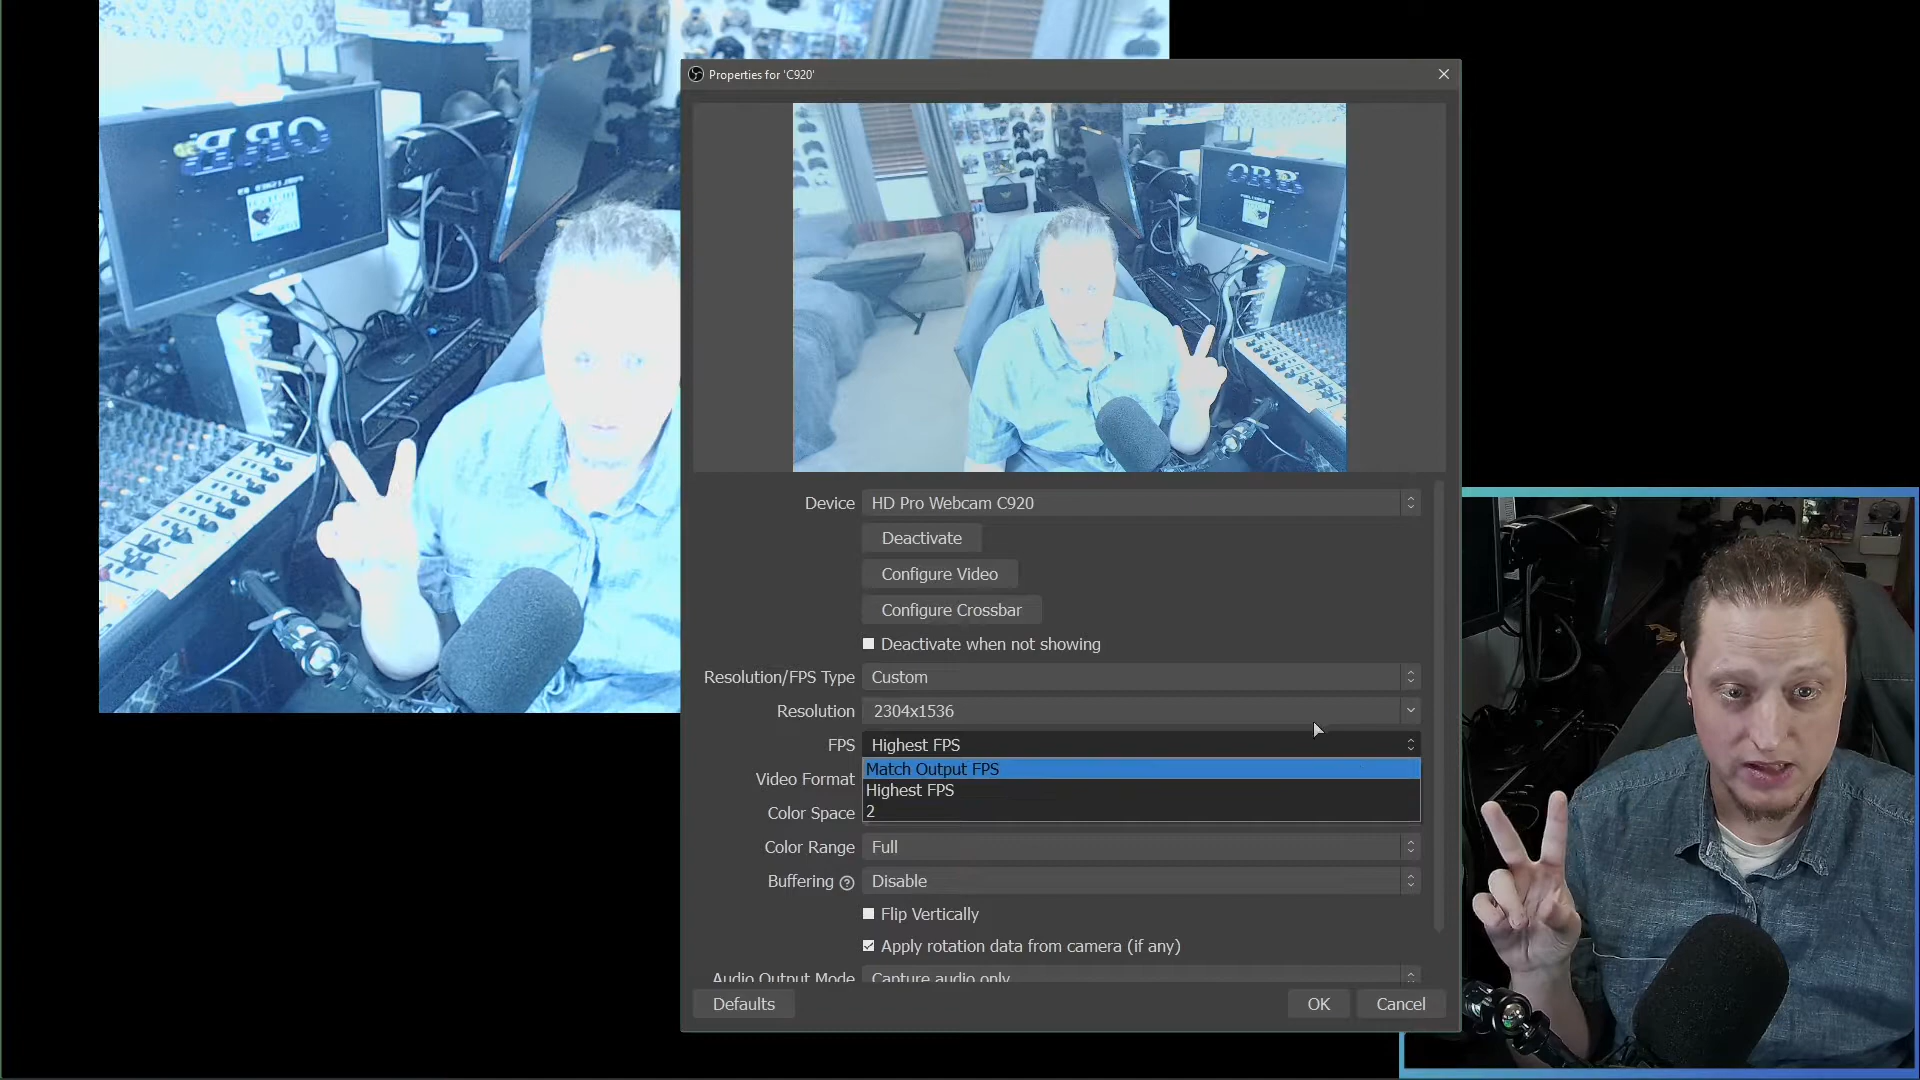 Properties for 'C920'
ORB
Device HD Pro Webcam C920
Deactivate
Configure Video
Configure Crossbar
Deactivate when not showing
Resolution/FPS Type Custom
Resolution 2304x1536
FPS Highest FPS
Match Output FPS
Highest FPS
2
Video Format
Color Space
Color Range Full
Buffering ? Disable
Flip Vertically
Apply rotation data from camera (if any)
Audio Output Mode Capture audio only
Defaults OK Cancel